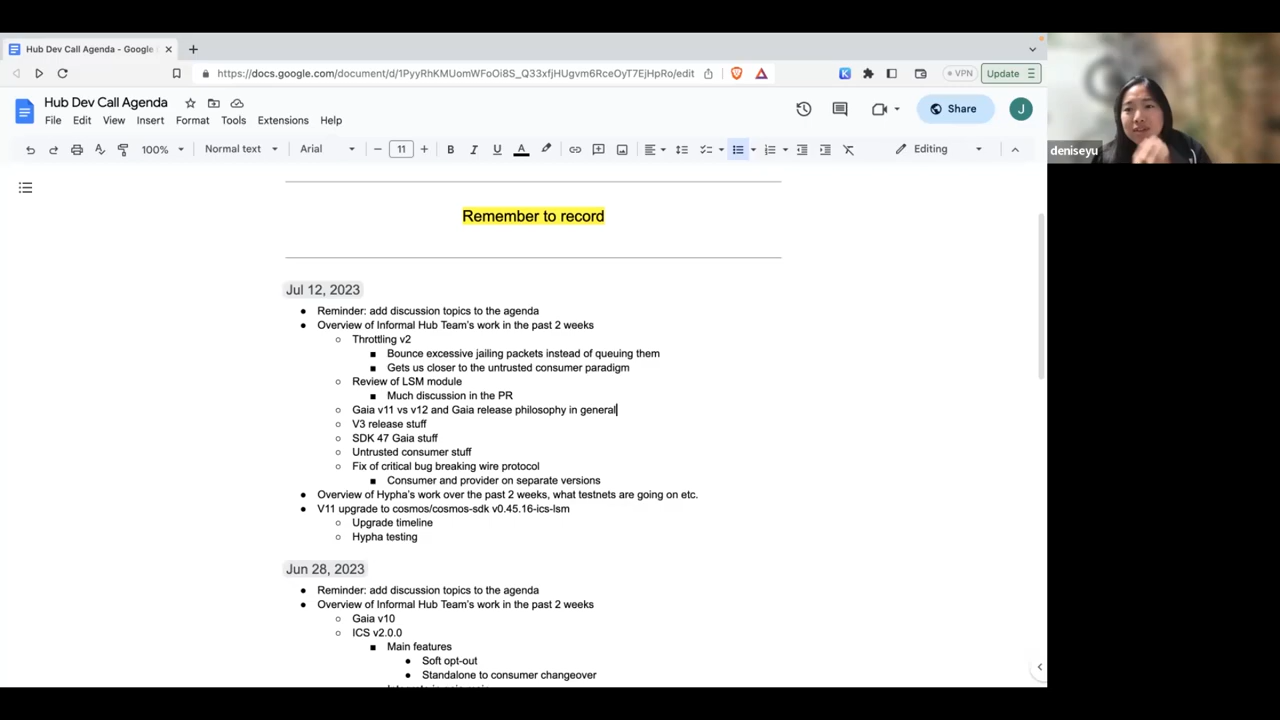 Hub Dev Call Agenda - Google
https://docs.google.com/document/d/1PyyRhKMUomWFoOi8S_Q33xfjHUgvm6RceOyT7EjHpRo/edit
VPN
Update
Hub Dev Call Agenda
File Edit View Insert Format Tools Extensions Help
Share
J
100% Normal text Arial 11 B I U A Editing
deniseyu
Remember to record
Jul 12, 2023
Reminder: add discussion topics to the agenda
Overview of Informal Hub Team's work in the past 2 weeks
Throttling v2
Bounce excessive jailing packets instead of queuing them
Gets us closer to the untrusted consumer paradigm
Review of LSM module
Much discussion in the PR
Gaia v11 vs v12 and Gaia release philosophy in general
V3 release stuff
SDK 47 Gaia stuff
Untrusted consumer stuff
Fix of critical bug breaking wire protocol
Consumer and provider on separate versions
Overview of Hypha's work over the past 2 weeks, what testnets are going on etc.
V11 upgrade to cosmos/cosmos-sdk v0.45.16-ics-lsm
Upgrade timeline
Hypha testing
Jun 28, 2023
Reminder: add discussion topics to the agenda
Overview of Informal Hub Team's work in the past 2 weeks
Gaia v10
ICS v2.0.0
Main features
Soft opt-out
Standalone to consumer changeover